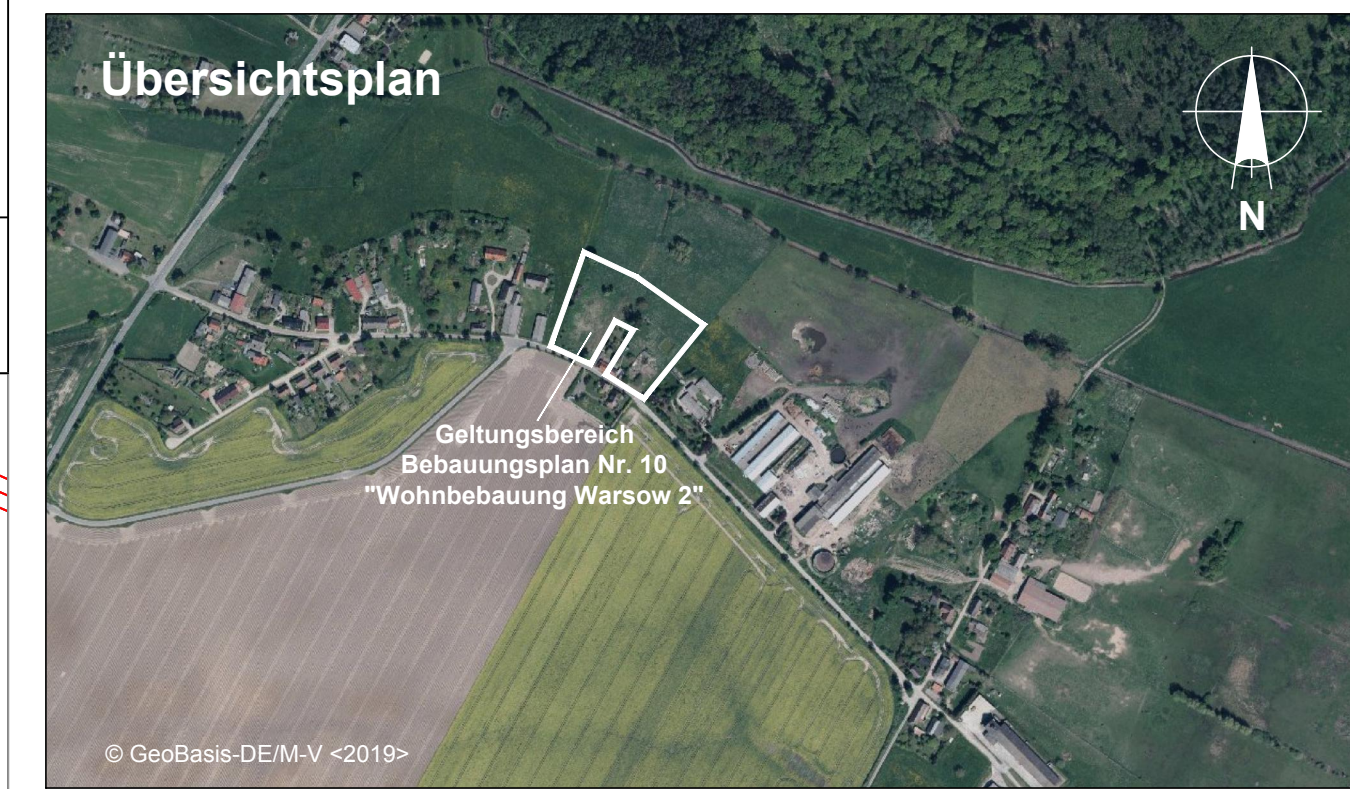 Übersichtsplan
N
Geltungsbereich
Bebauungsplan Nr. 10
"Wohnbebauung Warsow 2"
© GeoBasis-DE/M-V <2019>